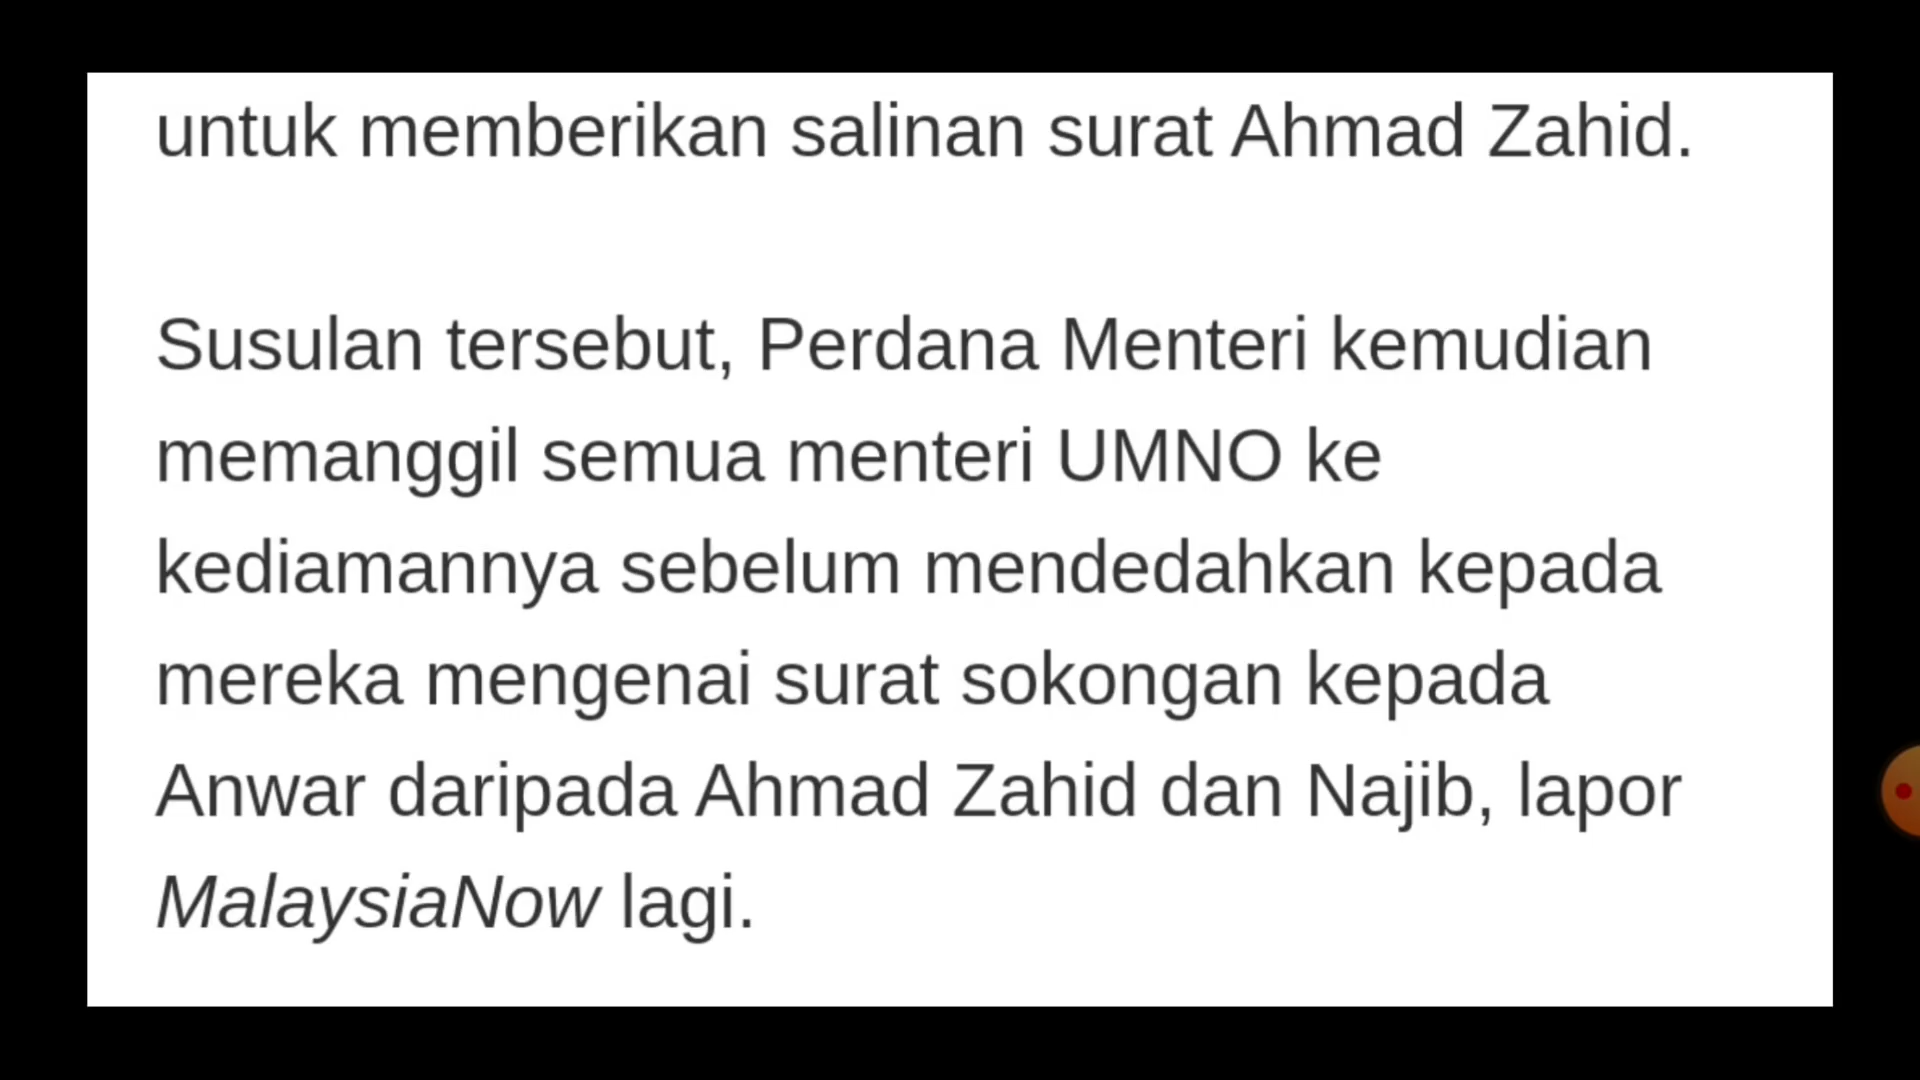 untuk memberikan salinan surat Ahmad Zahid.
Susulan tersebut, Perdana Menteri kemudian
memanggil semua menteri UMNO ke
kediamannya sebelum mendedahkan kepada
mereka mengenai surat sokongan kepada
Anwar daripada Ahmad Zahid dan Najib, lapor
MalaysiaNow lagi.